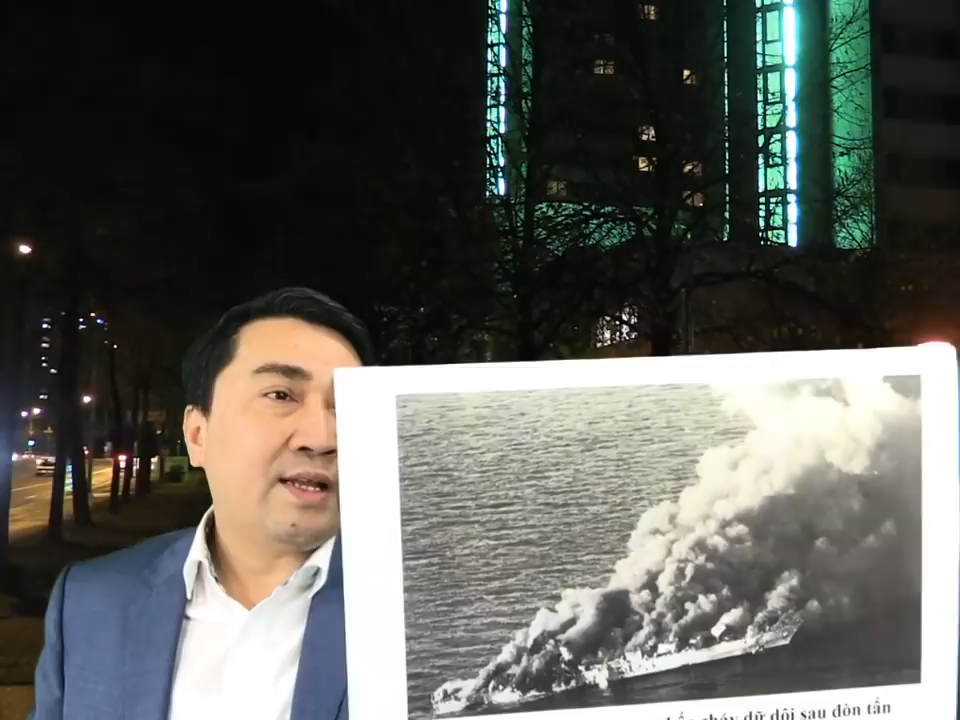 cháy dữ dội sau đòn tấn